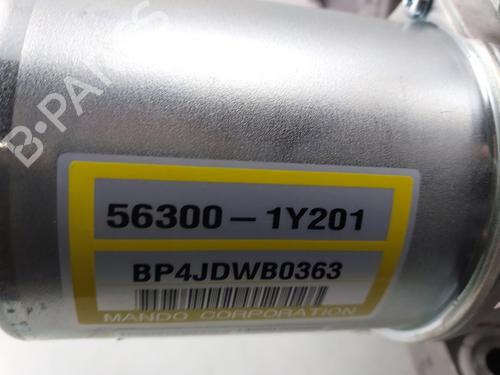 B-PARTS
56300-1Y201
BP4JDWB0363
MANDO CORPORATION